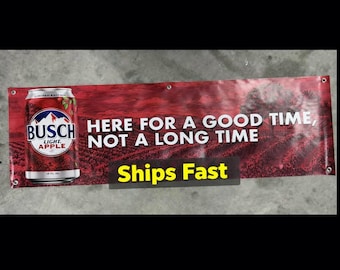 BUSCH
LIGHT
APPLE
HERE FOR A GOOD TIME,
NOT A LONG TIME
Ships Fast